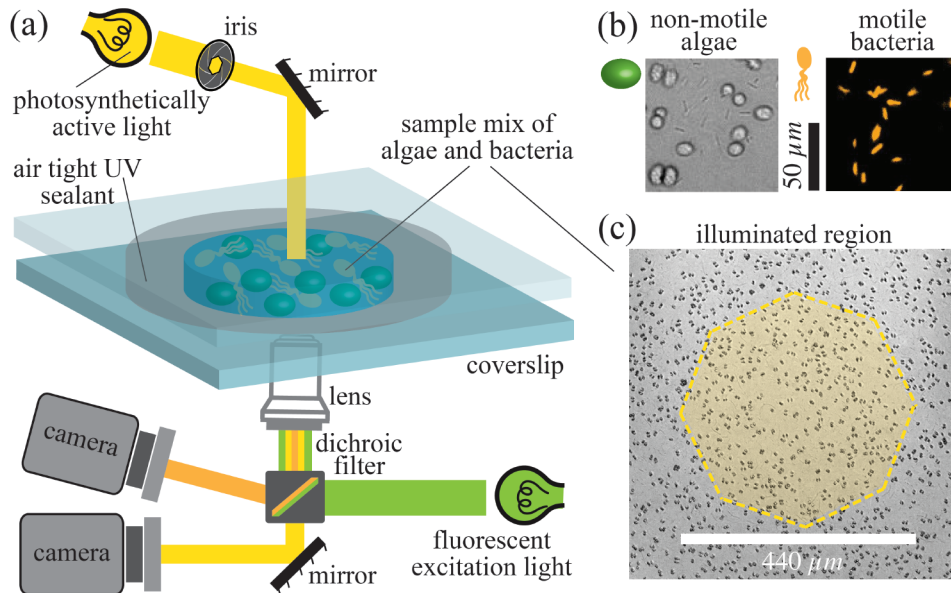 (a)
iris
mirror
photosynthetically
active light
sample mix of
algae and bacteria
air tight UV
sealant
coverslip
lens
camera
dichroic
filter
camera
fluorescent
excitation light
mirror
(b)
non-motile
algae
motile
bacteria
50 µm
(c)
illuminated region
440 µm